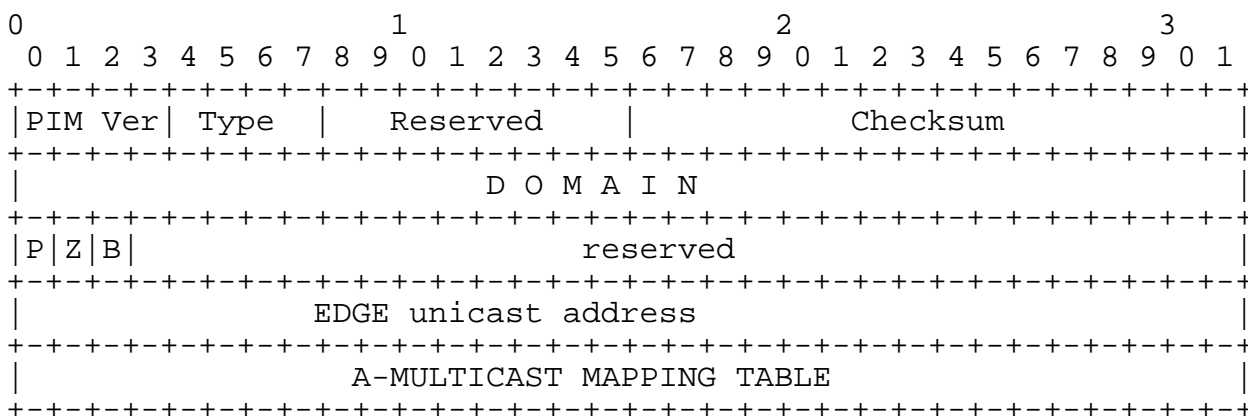 0                   1                   2                   3
 0 1 2 3 4 5 6 7 8 9 0 1 2 3 4 5 6 7 8 9 0 1 2 3 4 5 6 7 8 9 0 1
+-+-+-+-+-+-+-+-+-+-+-+-+-+-+-+-+-+-+-+-+-+-+-+-+-+-+-+-+-+-+-+-+
|PIM Ver| Type  |   Reserved    |           Checksum            |
+-+-+-+-+-+-+-+-+-+-+-+-+-+-+-+-+-+-+-+-+-+-+-+-+-+-+-+-+-+-+-+-+
|                        D O M A I N                            |
+-+-+-+-+-+-+-+-+-+-+-+-+-+-+-+-+-+-+-+-+-+-+-+-+-+-+-+-+-+-+-+-+
|P|Z|B|                       reserved                          |
+-+-+-+-+-+-+-+-+-+-+-+-+-+-+-+-+-+-+-+-+-+-+-+-+-+-+-+-+-+-+-+-+
|               EDGE unicast address                            |
+-+-+-+-+-+-+-+-+-+-+-+-+-+-+-+-+-+-+-+-+-+-+-+-+-+-+-+-+-+-+-+-+
|                 A-MULTICAST MAPPING TABLE                     |
+-+-+-+-+-+-+-+-+-+-+-+-+-+-+-+-+-+-+-+-+-+-+-+-+-+-+-+-+-+-+-+-+